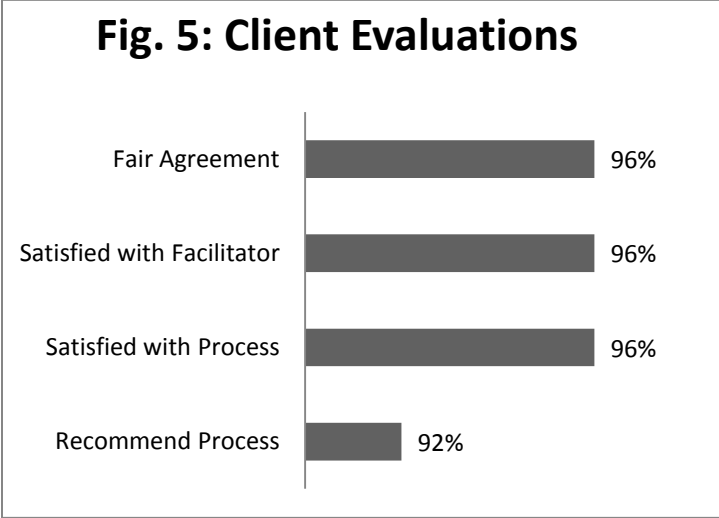 Fig. 5: Client Evaluations
Fair Agreement 96%
Satisfied with Facilitator 96%
Satisfied with Process 96%
Recommend Process 92%